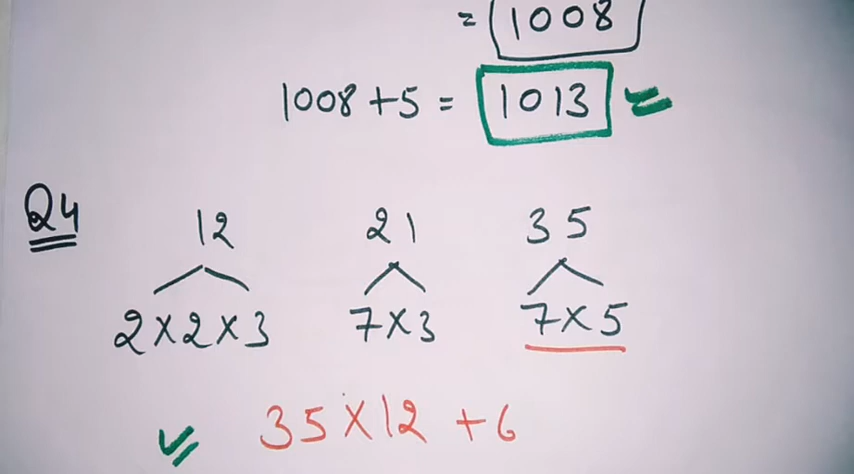 = 1008
1008 + 5 = 1013
Q4
12 21 35
2×2×3 7×3 7×5
35×12 + 6